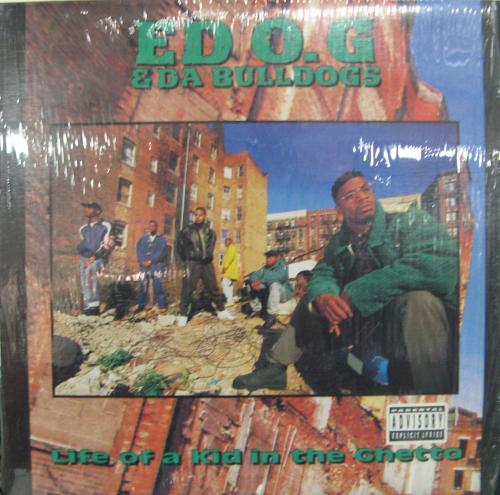 ED O.G
& DA BULLDOGS
PARENTAL
ADVISORY
EXPLICIT LYRICS
Life of a Kid in the Ghetto